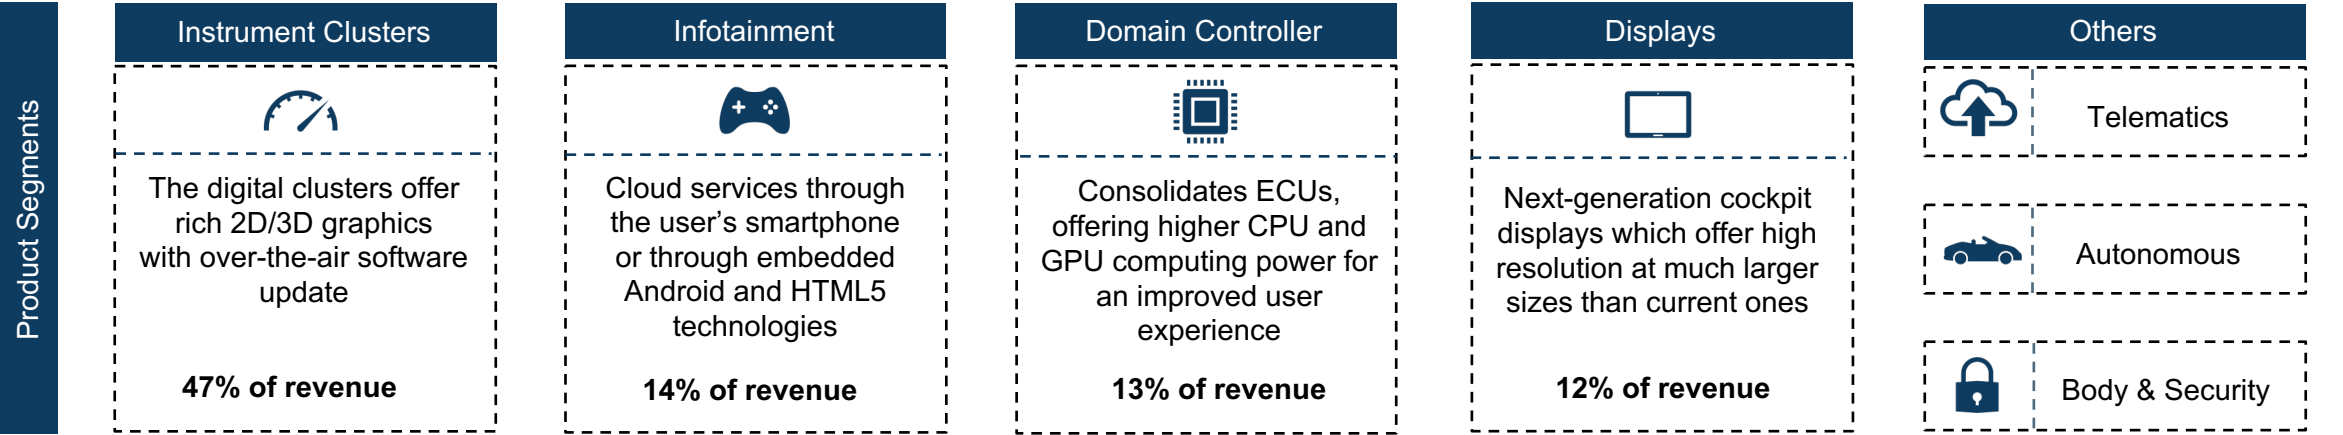 Product Segments
Instrument Clusters
The digital clusters offer
rich 2D/3D graphics
with over-the-air software
update
47% of revenue
Infotainment
Cloud services through
the user's smartphone
or through embedded
Android and HTML5
technologies
14% of revenue
Domain Controller
Consolidates ECUs,
offering higher CPU and
GPU computing power for
an improved user
experience
13% of revenue
Displays
Next-generation cockpit
displays which offer high
resolution at much larger
sizes than current ones
12% of revenue
Others
Telematics
Autonomous
Body & Security